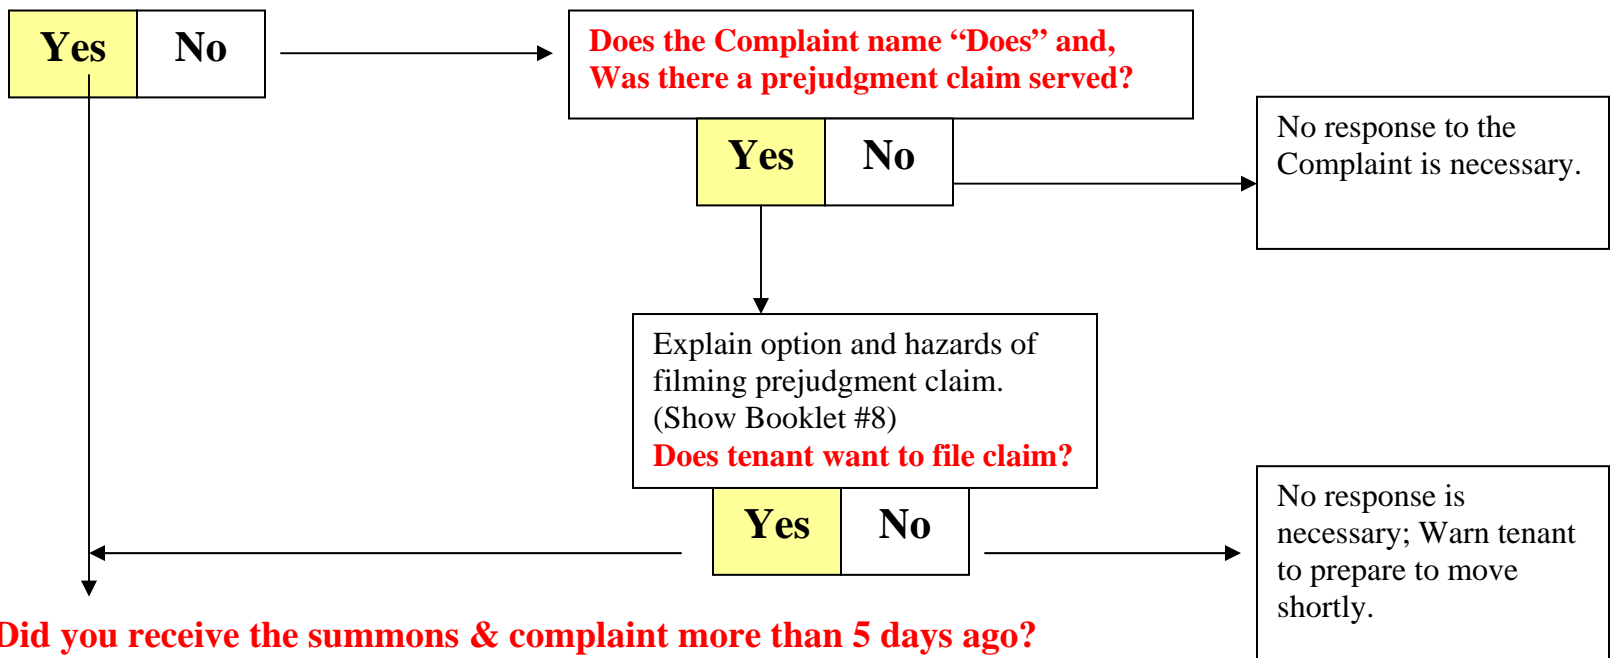 Yes No
Does the Complaint name “Does” and,
Was there a prejudgment claim served?
Yes No
No response to the
Complaint is necessary.
Explain option and hazards of
filming prejudgment claim.
(Show Booklet #8)
Does tenant want to file claim?
Yes No
No response is
necessary; Warn tenant
to prepare to move
shortly.
Did you receive the summons & complaint more than 5 days ago?